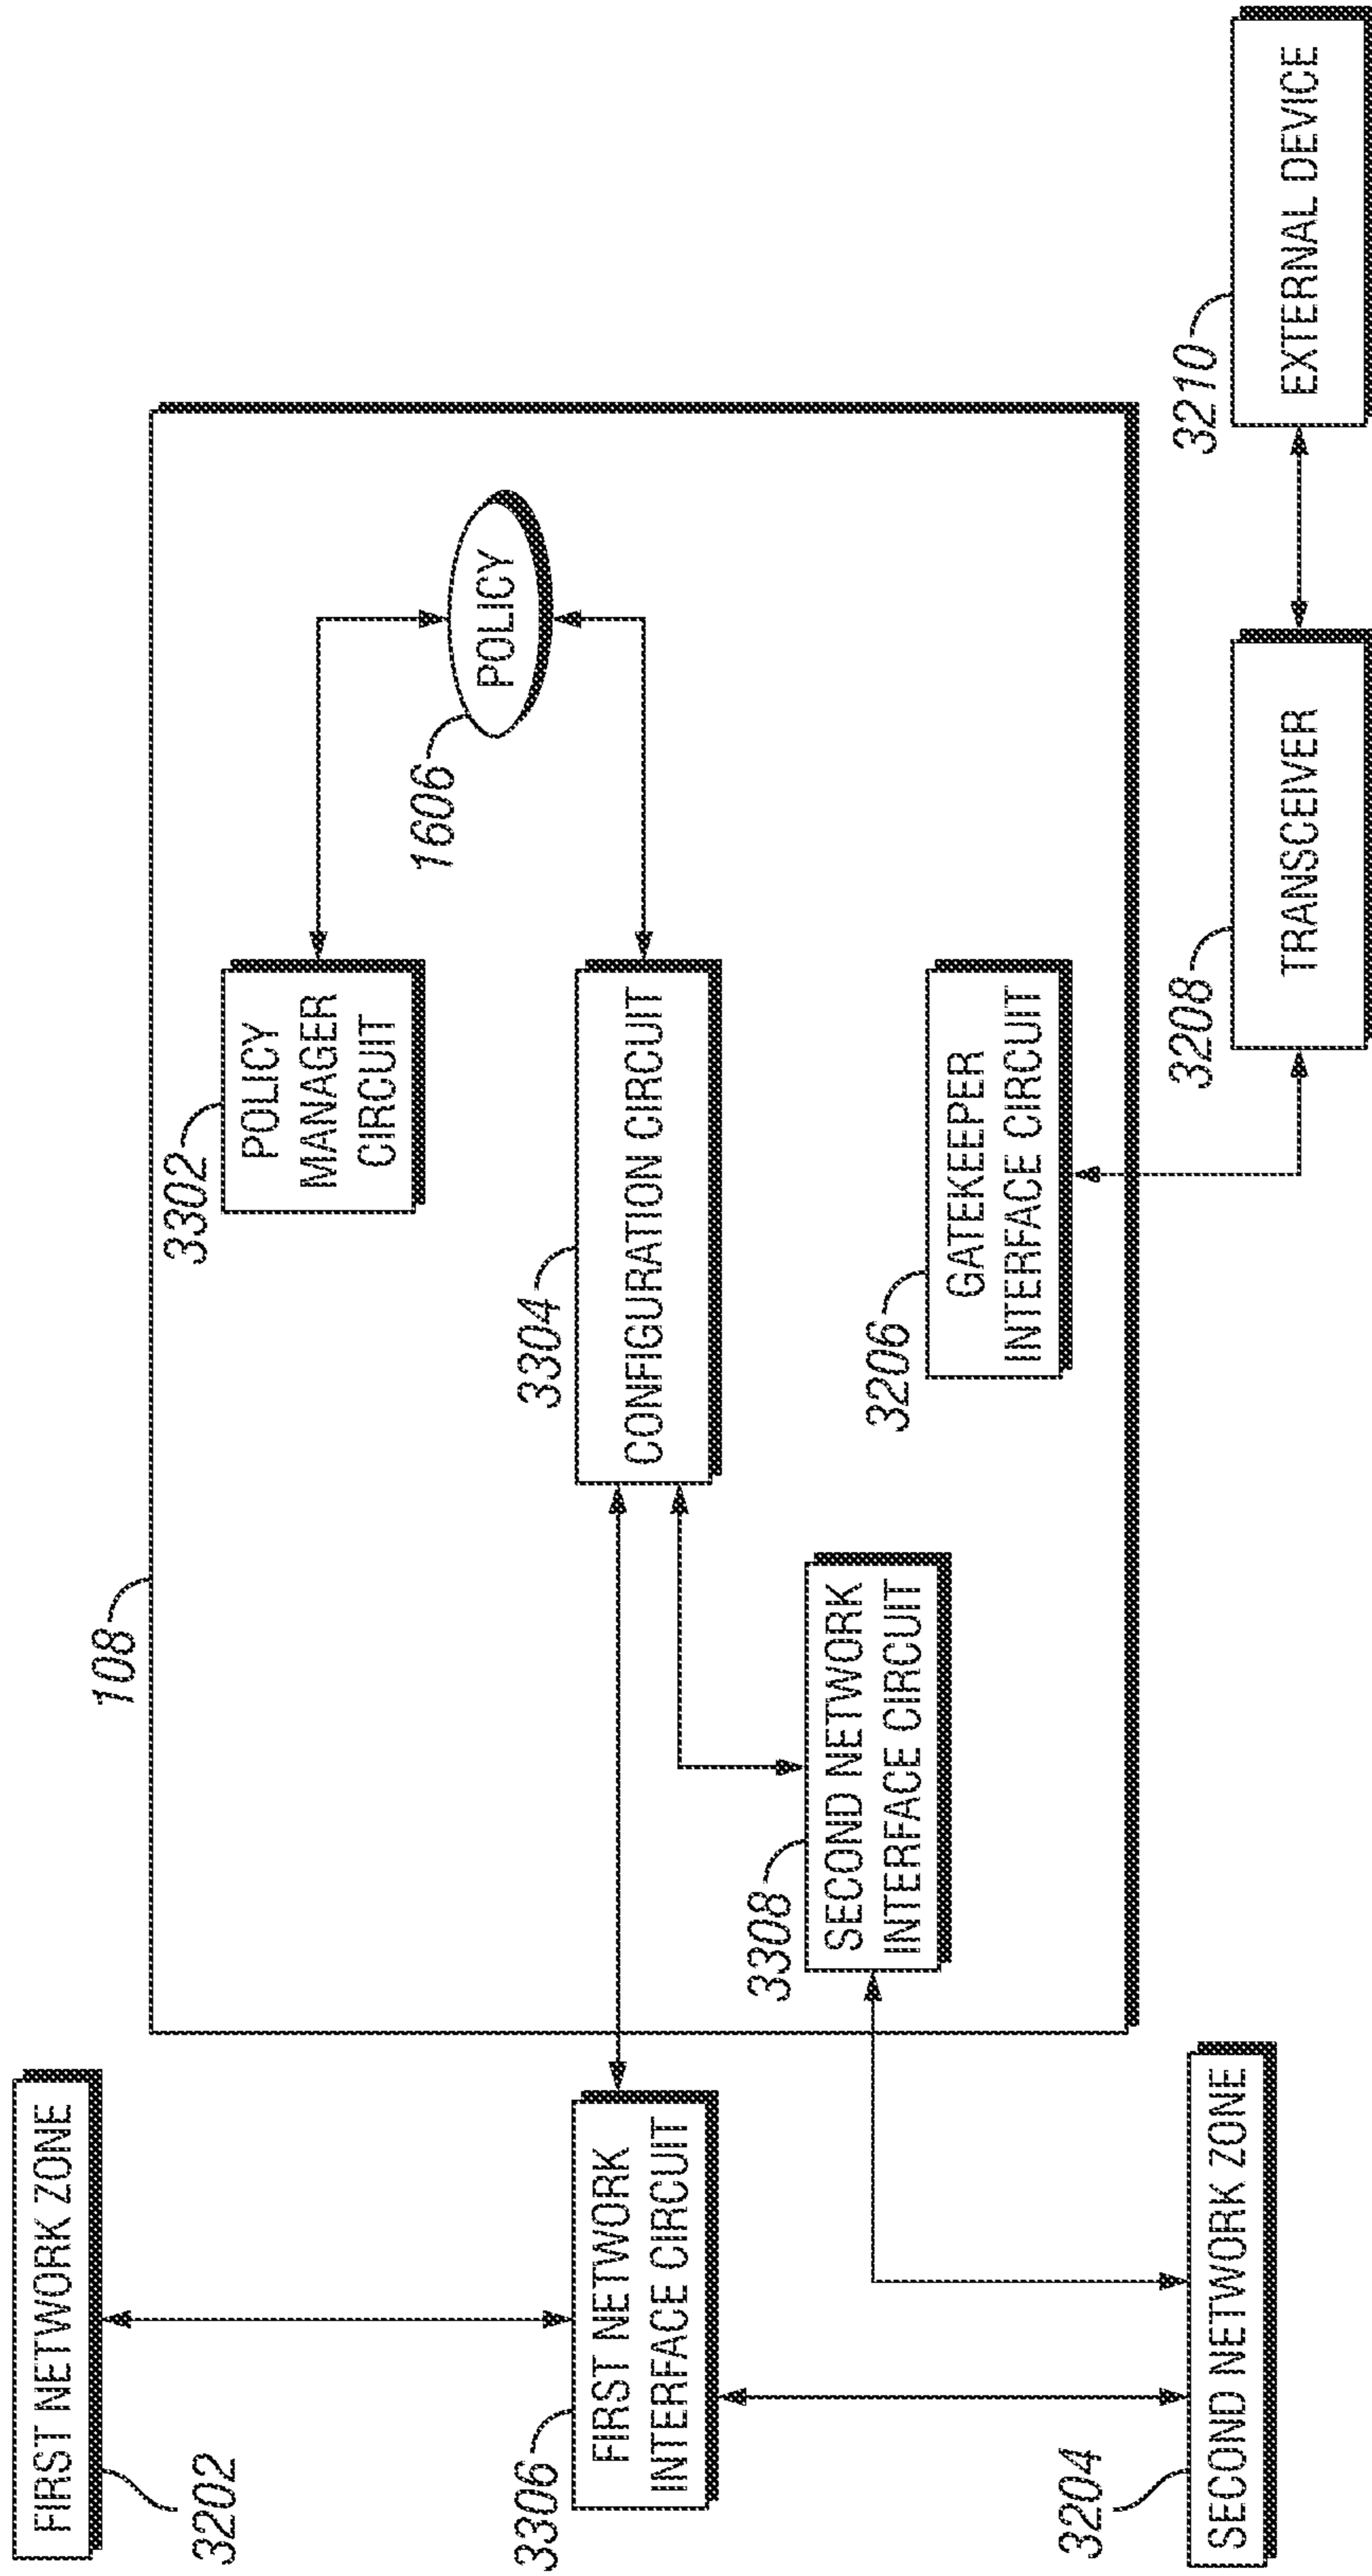 FIRST NETWORK ZONE
3202
108
3302
POLICY
MANAGER
CIRCUIT
1606
POLICY
3306
FIRST NETWORK
INTERFACE CIRCUIT
3304
CONFIGURATION CIRCUIT
3308
SECOND NETWORK
INTERFACE CIRCUIT
3206
GATEKEEPER
INTERFACE CIRCUIT
3204
SECOND NETWORK ZONE
3208
TRANSCEIVER
3210
EXTERNAL DEVICE